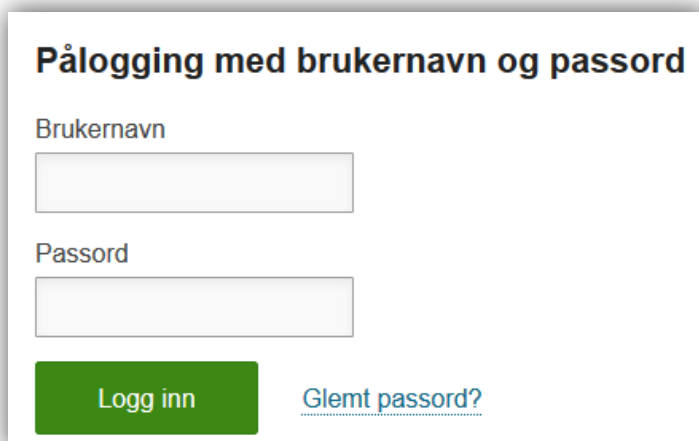 Pålogging med brukernavn og passord
Brukernavn
Passord
Logg inn Glemt passord?